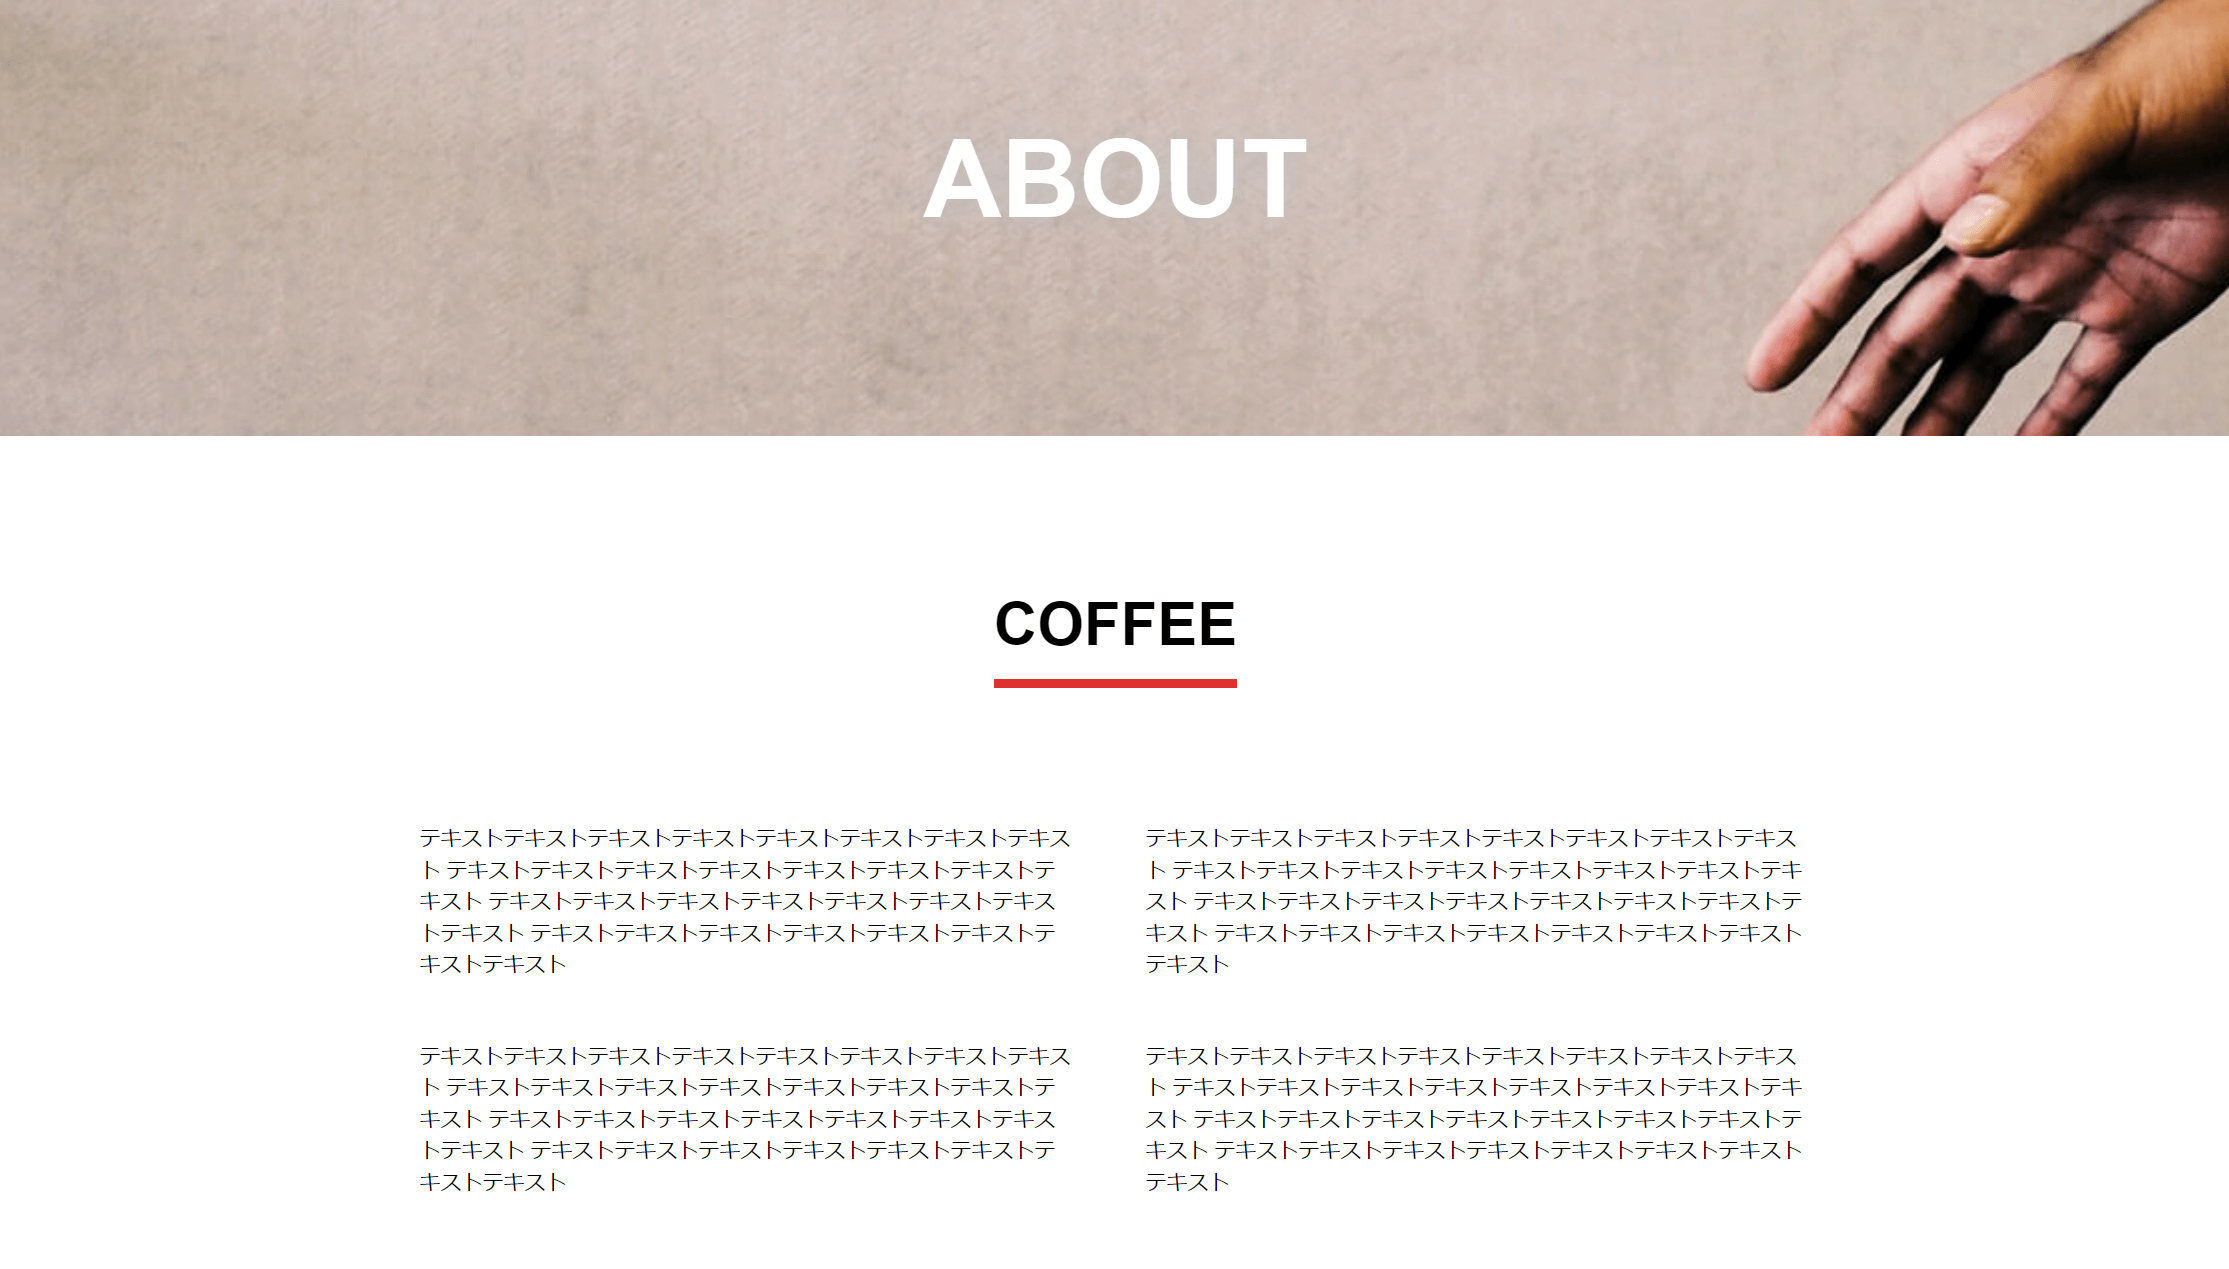 ABOUT
COFFEE
テキストテキストテキストテキストテキストテキストテキストテキス
ト テキストテキストテキストテキストテキストテキストテキストテ
キスト テキストテキストテキストテキストテキストテキストテキス
トテキスト テキストテキストテキストテキストテキストテキストテ
キストテキスト
テキストテキストテキストテキストテキストテキストテキストテキス
ト テキストテキストテキストテキストテキストテキストテキストテキ
スト テキストテキストテキストテキストテキストテキストテキストテ
キスト テキストテキストテキストテキストテキストテキストテキスト
テキスト
テキストテキストテキストテキストテキストテキストテキストテキス
ト テキストテキストテキストテキストテキストテキストテキストテ
キスト テキストテキストテキストテキストテキストテキストテキス
トテキスト テキストテキストテキストテキストテキストテキストテ
キストテキスト
テキストテキストテキストテキストテキストテキストテキストテキス
ト テキストテキストテキストテキストテキストテキストテキストテキ
スト テキストテキストテキストテキストテキストテキストテキストテ
キスト テキストテキストテキストテキストテキストテキストテキスト
テキスト